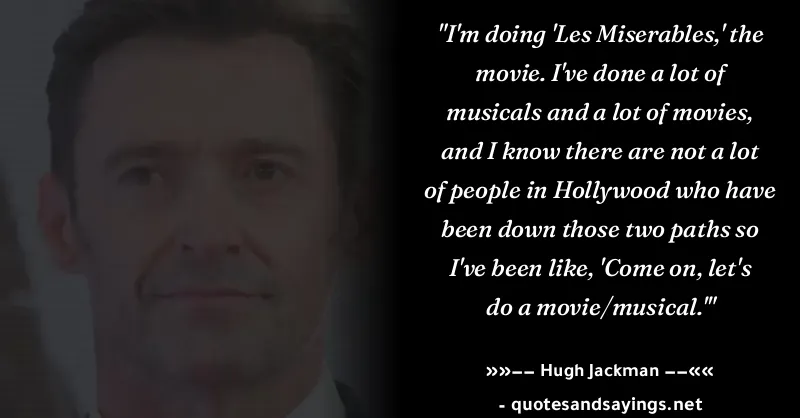 "I'm doing 'Les Miserables,' the
movie. I've done a lot of
musicals and a lot of movies,
and I know there are not a lot
of people in Hollywood who have
been down those two paths so
I've been like, 'Come on, let's
do a movie/musical.'"
»»-- Hugh Jackman --««
- quotesandsayings.net